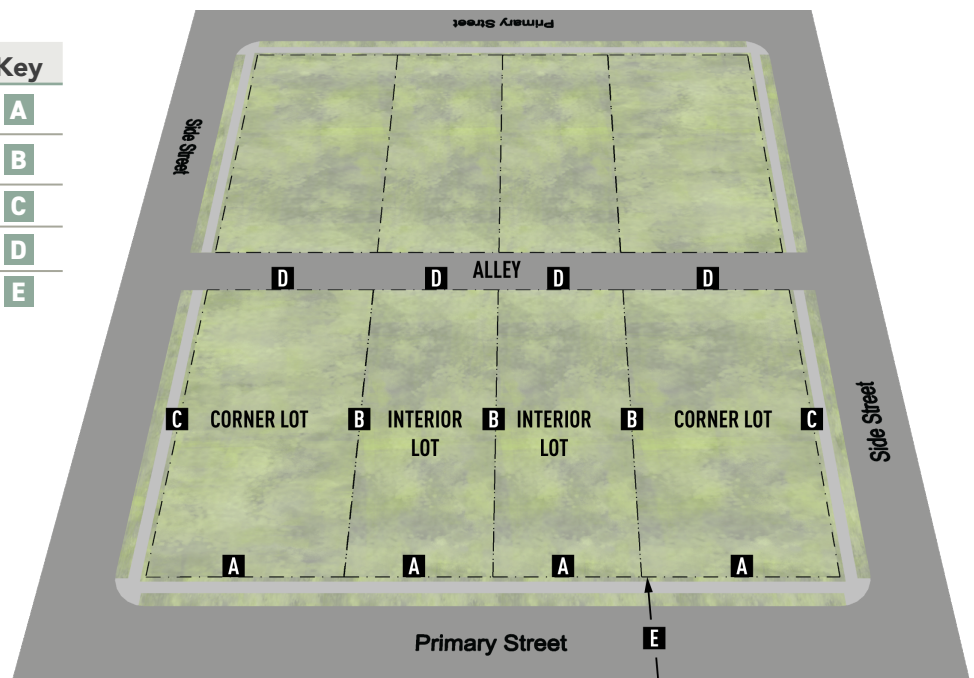 Primary Street
Key
A
B
C
D
E
Side Street
ALLEY
D D D D
C CORNER LOT B INTERIOR LOT B INTERIOR LOT B CORNER LOT C
Side Street
A A A A
Primary Street
E